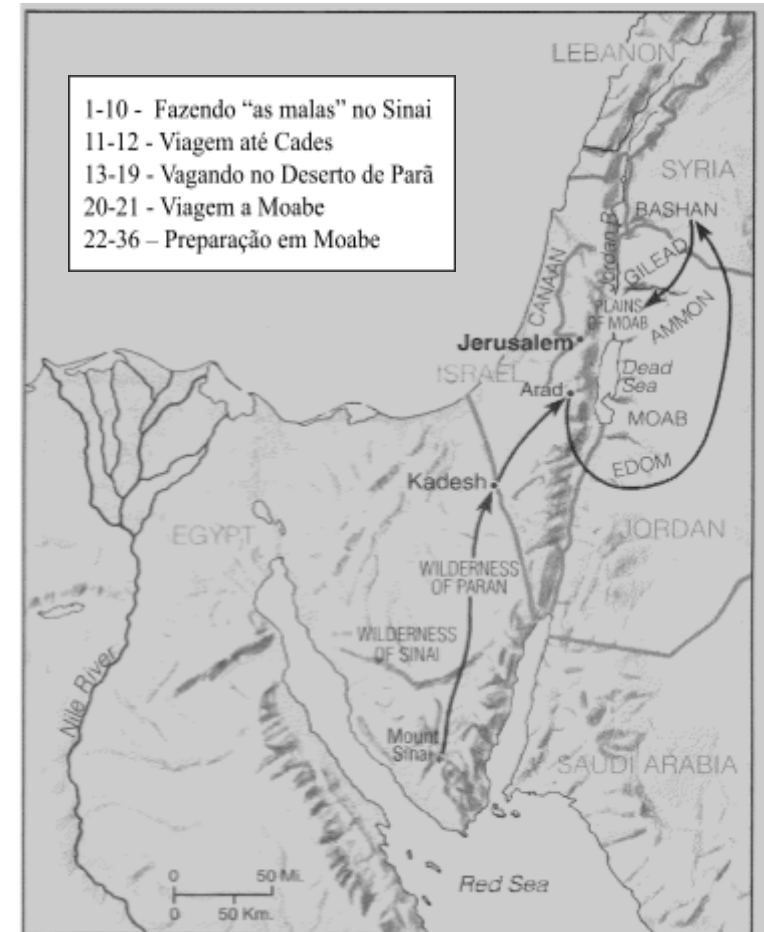 LEBANON
1-10 - Fazendo “as malas” no Sinai
11-12 - Viagem até Cades
13-19 - Vagando no Deserto de Parã
20-21 - Viagem a Moabe
22-36 – Preparação em Moabe
SYRIA
BASHAN
Jordan R.
GILEAD
CANAAN
PLAINS
OF MOAB
AMMON
Jerusalem
ISRAEL
Dead
Sea
Arad
MOAB
EDOM
Kadesh
EGYPT
JORDAN
WILDERNESS
OF PARAN
WILDERNESS
OF SINAI
Nile River
Mount
Sinai
SAUDI ARABIA
0 50 Mi.
0 50 Km.
Red Sea